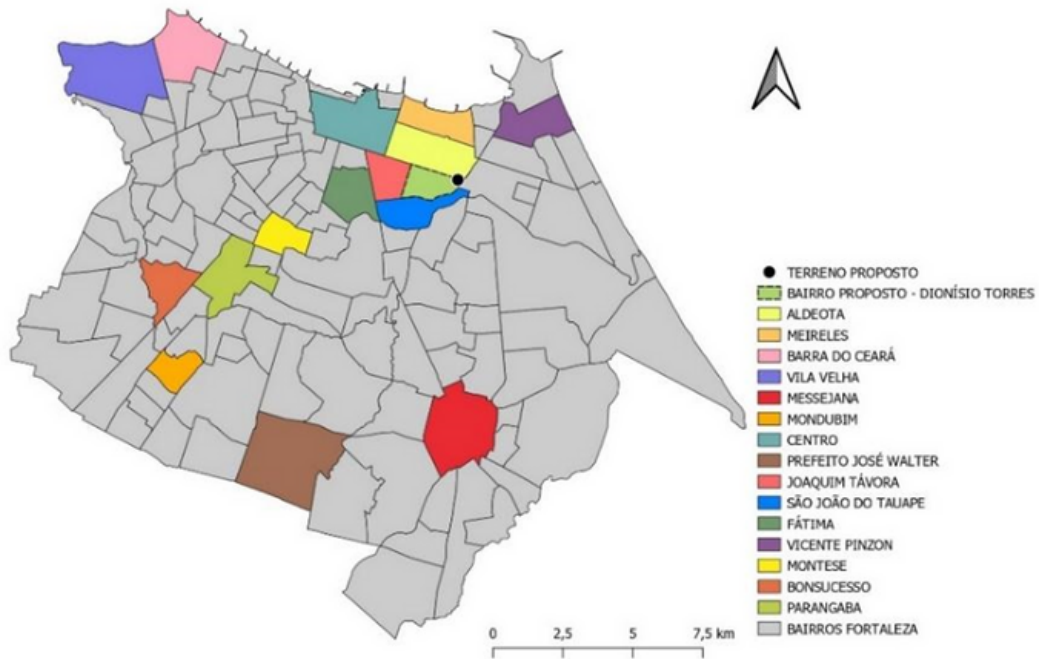 TERRENO PROPOSTO
BAIRRO PROPOSTO - DIONÍSIO TORRES
ALDEOTA
MEIRELES
BARRA DO CEARÁ
VILA VELHA
MESSEJANA
MONDUBIM
CENTRO
PREFEITO JOSÉ WALTER
JOAQUIM TÁVORA
SÃO JOÃO DO TAUAPE
FÁTIMA
VICENTE PINZON
MONTESE
BONSUCESSO
PARANGABA
BAIRROS FORTALEZA
0 2,5 5 7,5 km